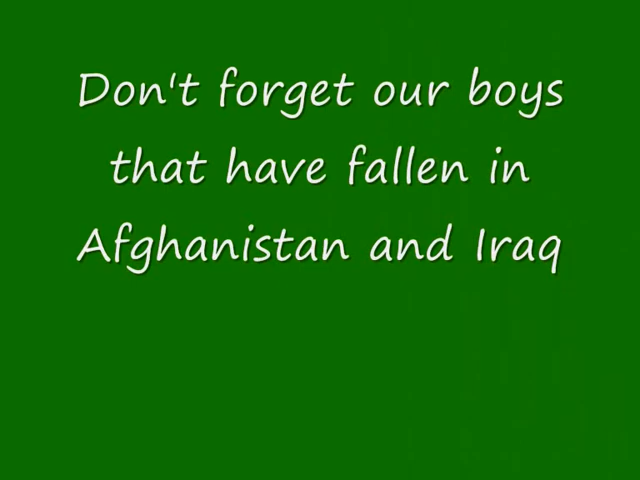 Don't forget our boys
that have fallen in
Afghanistan and Iraq